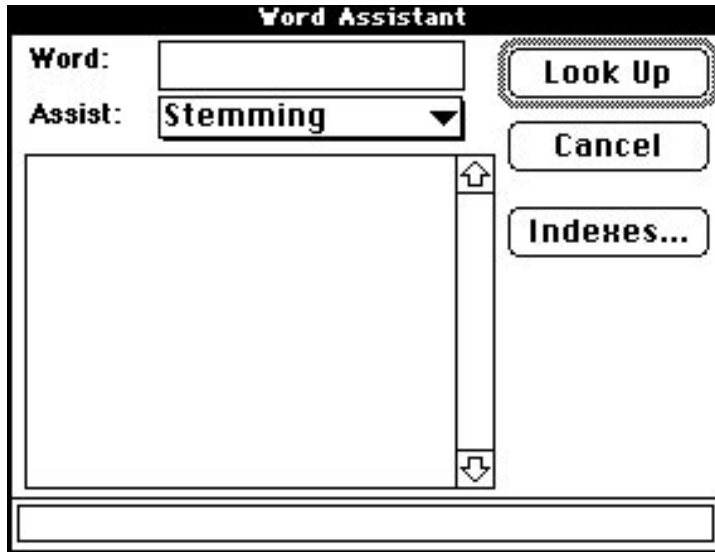 Word Assistant
Word:
Look Up
Assist: Stemming
Cancel
Indexes...